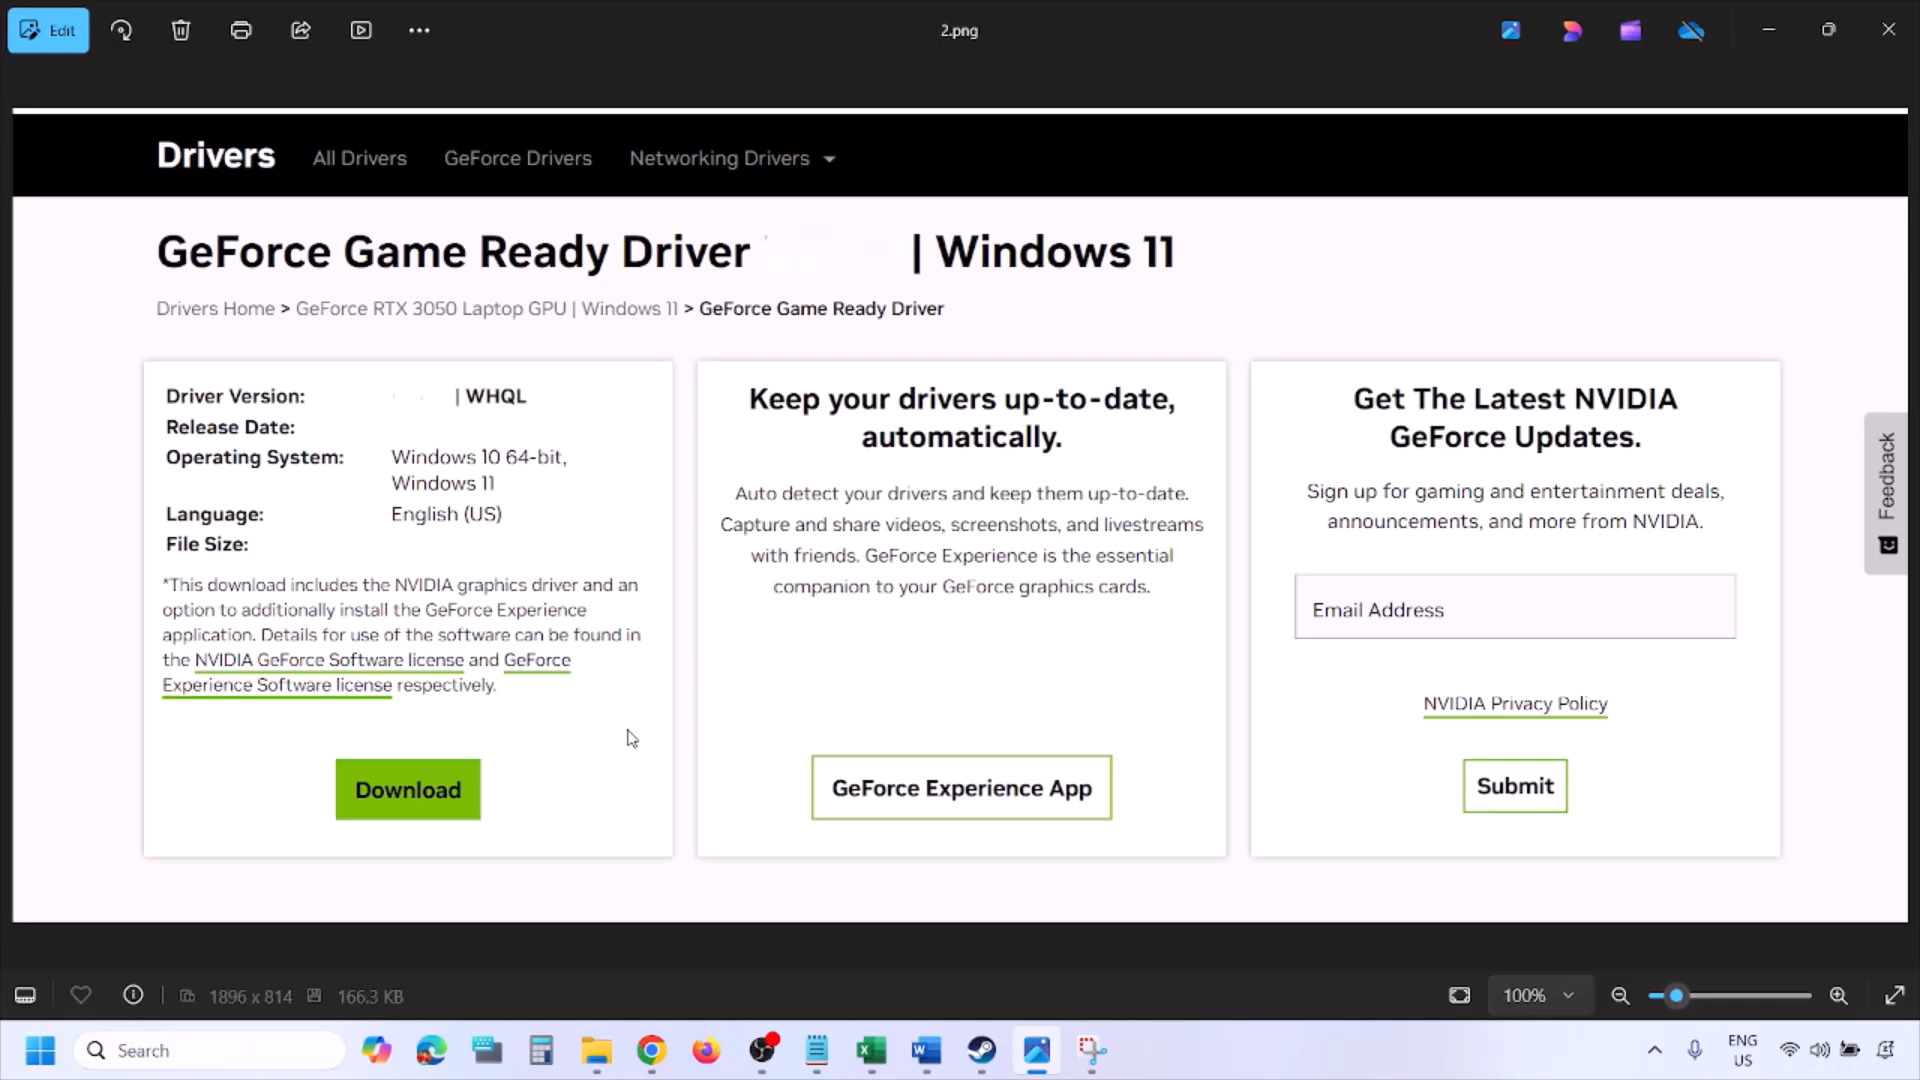 Edit
2.png
Drivers All Drivers GeForce Drivers Networking Drivers
GeForce Game Ready Driver | Windows 11
Drivers Home > GeForce RTX 3050 Laptop GPU | Windows 11 > GeForce Game Ready Driver
Driver Version: | WHQL
Release Date:
Operating System: Windows 10 64-bit,
Windows 11
Language: English (US)
File Size:
*This download includes the NVIDIA graphics driver and an
option to additionally install the GeForce Experience
application. Details for use of the software can be found in
the NVIDIA GeForce Software license and GeForce
Experience Software license respectively.
Download
Keep your drivers up-to-date,
automatically.
Auto detect your drivers and keep them up-to-date.
Capture and share videos, screenshots, and livestreams
with friends. GeForce Experience is the essential
companion to your GeForce graphics cards.
GeForce Experience App
Get The Latest NVIDIA
GeForce Updates.
Sign up for gaming and entertainment deals,
announcements, and more from NVIDIA.
Email Address
NVIDIA Privacy Policy
Submit
Feedback
1896 x 814 166.3 KB
100%
Search
ENG
US